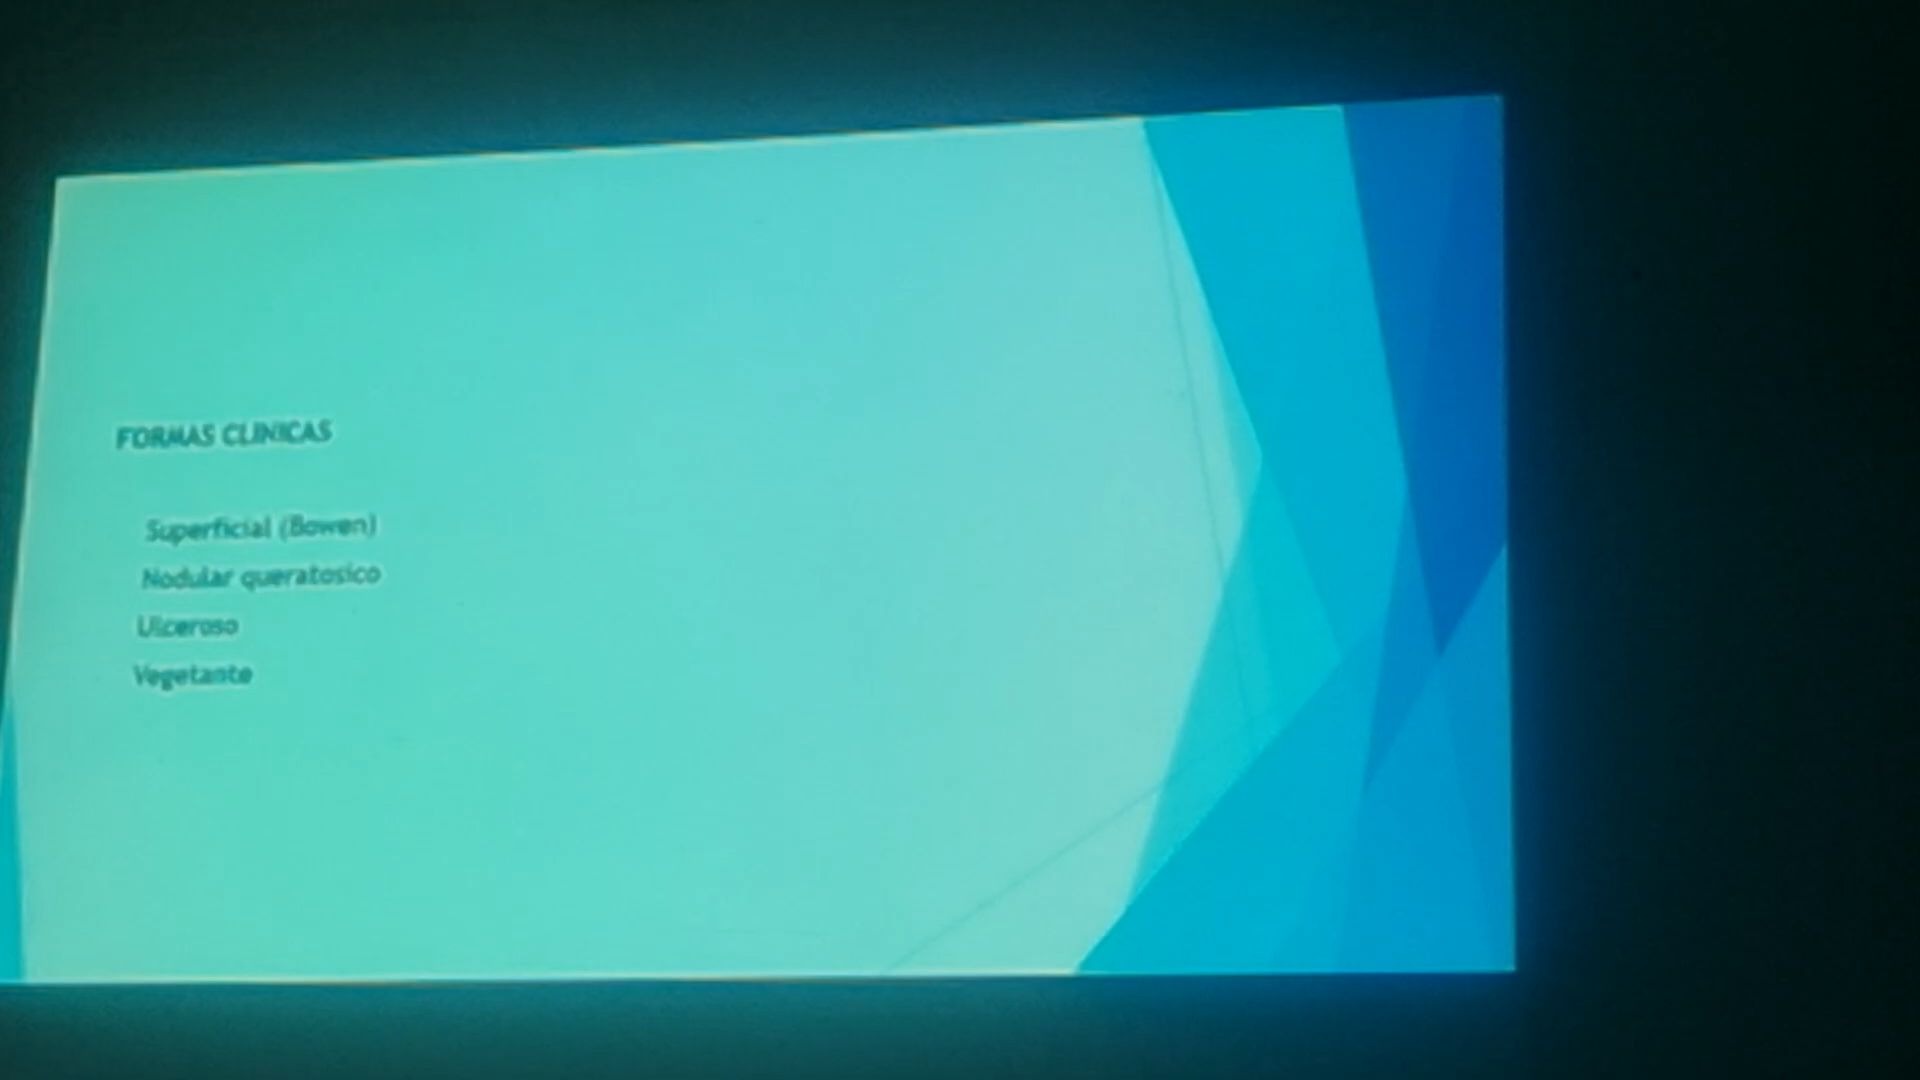 FORMAS CLINICAS
Superficial (Bowen)
Nodular queratosico
Ulceroso
Vegetante